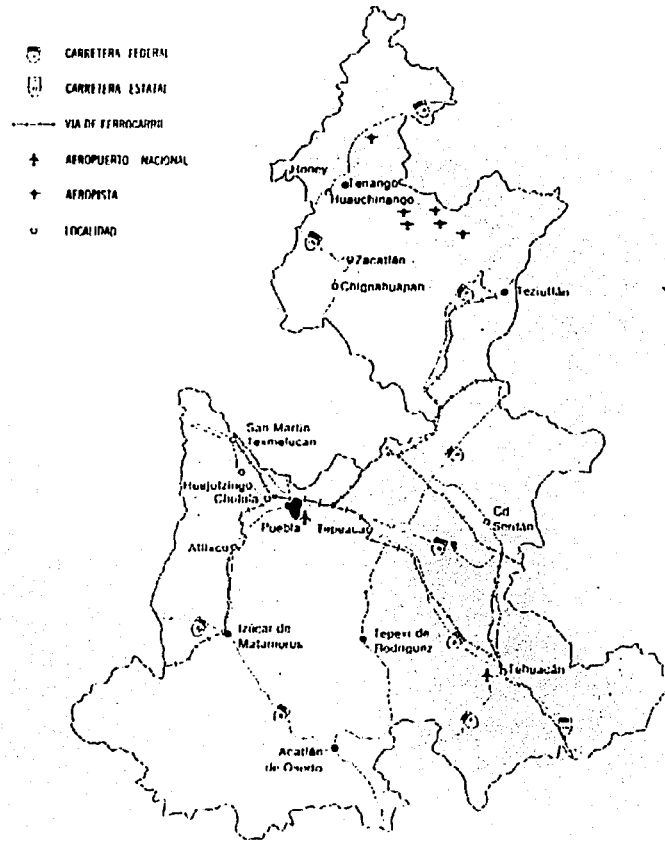 CARRETERA FEDERAL
CARRETERA ESTATAL
VIA DE FERROCARRIL
AEROPUERTO NACIONAL
AEROPISTA
LOCALIDAD
Honey
Tenango
Huauchinango
Zacatlán
Chignahuapan
Teziutlán
San Martín
Texmelucan
Huejotzingo
Cholula
Puebla
Tepeaca
Cd
Serdán
Atlixco
Izúcar de
Matamoros
Tepexi de
Rodríguez
Tehuacán
Acatlán
de Osorio